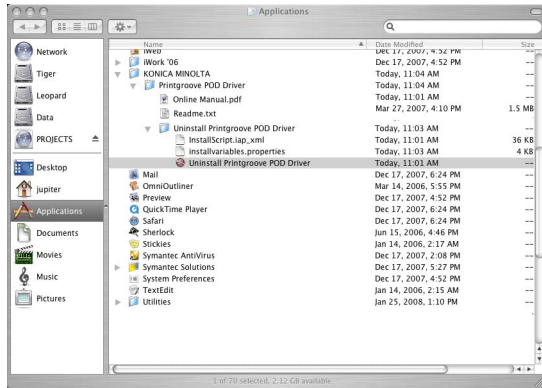 Applications
Name Date Modified Size
iWeb Dec 17, 2007, 4:52 PM --
iWork '06 Dec 17, 2007, 4:52 PM --
KONICA MINOLTA Today, 11:04 AM --
Printgroove POD Driver Today, 11:04 AM --
Online Manual.pdf Today, 11:01 AM
Readme.txt Mar 27, 2007, 4:10 PM 1.5 MB
Uninstall Printgroove POD Driver Today, 11:03 AM --
InstallScript.iap_xml Today, 11:01 AM 36 KB
installvariables.properties Today, 11:03 AM 4 KB
Uninstall Printgroove POD Driver Today, 11:01 AM --
Mail Dec 17, 2007, 6:24 PM --
OmniOutliner Mar 14, 2006, 5:55 PM --
Preview Dec 17, 2007, 4:52 PM --
QuickTime Player Dec 17, 2007, 6:24 PM --
Safari Dec 17, 2007, 6:24 PM --
Sherlock Jun 15, 2006, 4:46 PM --
Stickies Jan 14, 2006, 2:17 AM --
Symantec AntiVirus Dec 17, 2007, 2:08 PM --
Symantec Solutions Dec 17, 2007, 5:27 PM --
System Preferences Dec 17, 2007, 4:52 PM --
TextEdit Jan 14, 2006, 2:15 AM --
Utilities Jan 25, 2008, 1:10 PM --
Network
Tiger
Leopard
Data
PROJECTS
Desktop
jupiter
Applications
Documents
Movies
Music
Pictures
1 of 70 selected, 2.12 GB available